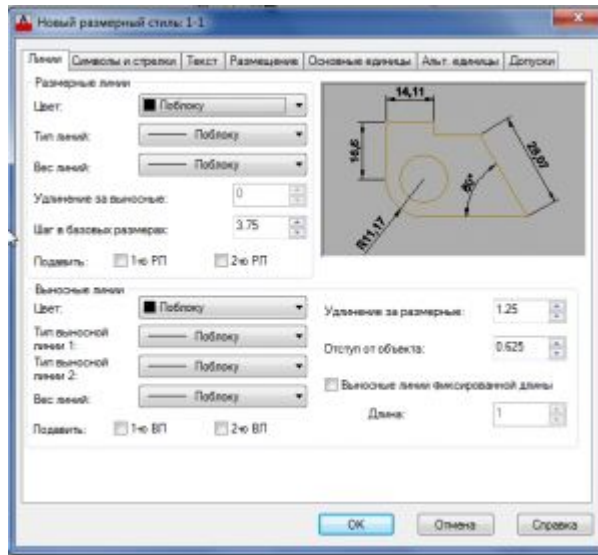 Новый размерный стиль: 1-1
Линии Символы и стрелки Текст Размещение Основные единицы Альт. единицы Допуски
Размерные линии
Цвет: Поблоку
Тип линий: Поблоку
Вес линий: Поблоку
Удлинение за выносные: 0
Шаг в базовых размерах: 3.75
Подавить: 1-ю РЛ 2-ю РЛ
14,11
16,6
28,07
60°
R11,17
Выносные линии
Цвет: Поблоку
Тип выносной линии 1: Поблоку
Тип выносной линии 2: Поблоку
Вес линий: Поблоку
Подавить: 1-ю ВЛ 2-ю ВЛ
Удлинение за размерные: 1.25
Отступ от объекта: 0.625
Выносные линии фиксированной длины
Длина: 1
OK Отмена Справка